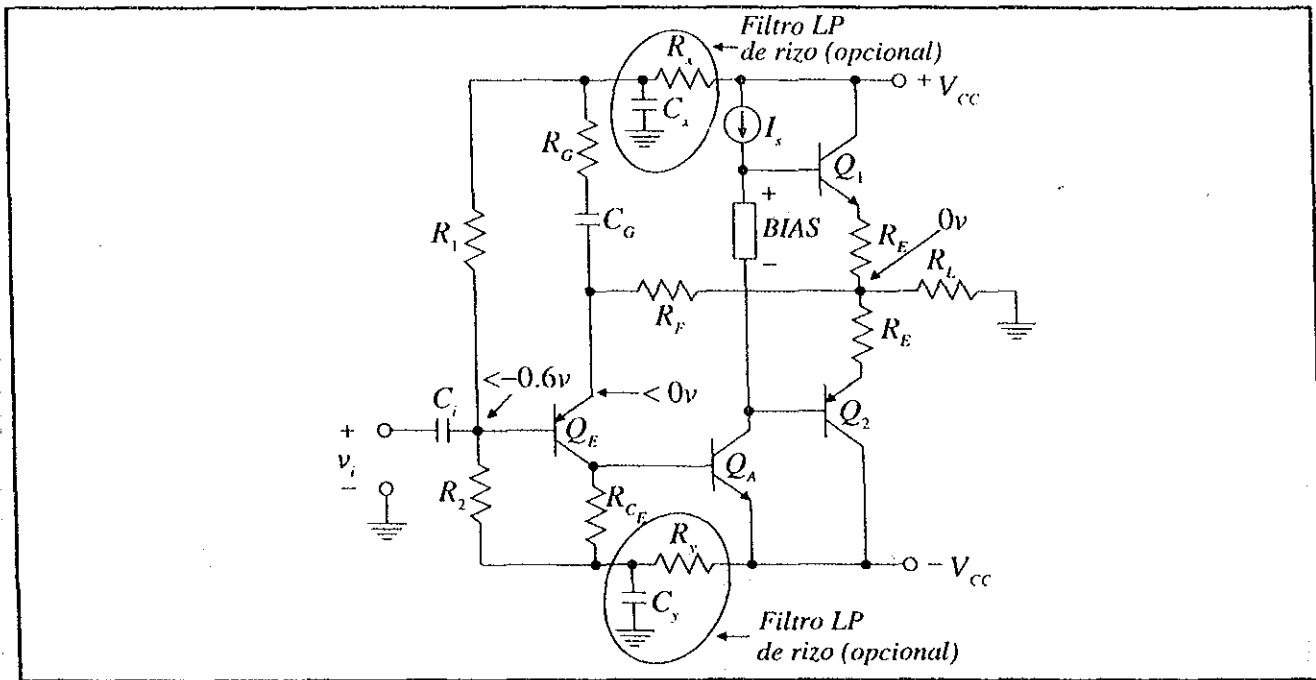 Filtro LP
de rizo (opcional)
R_x
+ V_CC
C_x
I_s
R_G
Q_1
+
C_G
BIAS
0v
R_1
R_E
R_L
−
R_F
R_E
<−0.6v
< 0v
C_i
Q_2
+
Q_E
v_i
Q_A
−
R_2
R_CE
R_y
− V_CC
C_y
Filtro LP
de rizo (opcional)